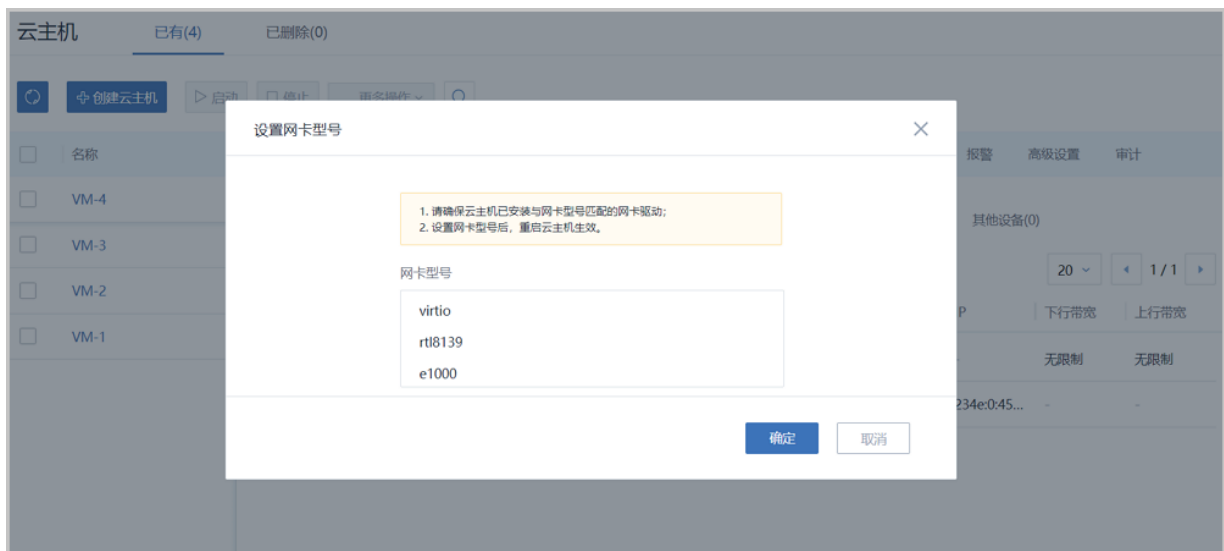 云主机
已有(4)
已删除(0)
创建云主机
启动
停止
更多操作
设置网卡型号
名称
报警
高级设置
审计
VM-4
1. 请确保云主机已安装与网卡型号匹配的网卡驱动;
2. 设置网卡型号后，重启云主机生效。
其他设备(0)
VM-3
网卡型号
20
1 / 1
VM-2
virtio
P
下行带宽
上行带宽
VM-1
rtl8139
e1000
无限制
无限制
234e:0:45...
-
-
确定
取消